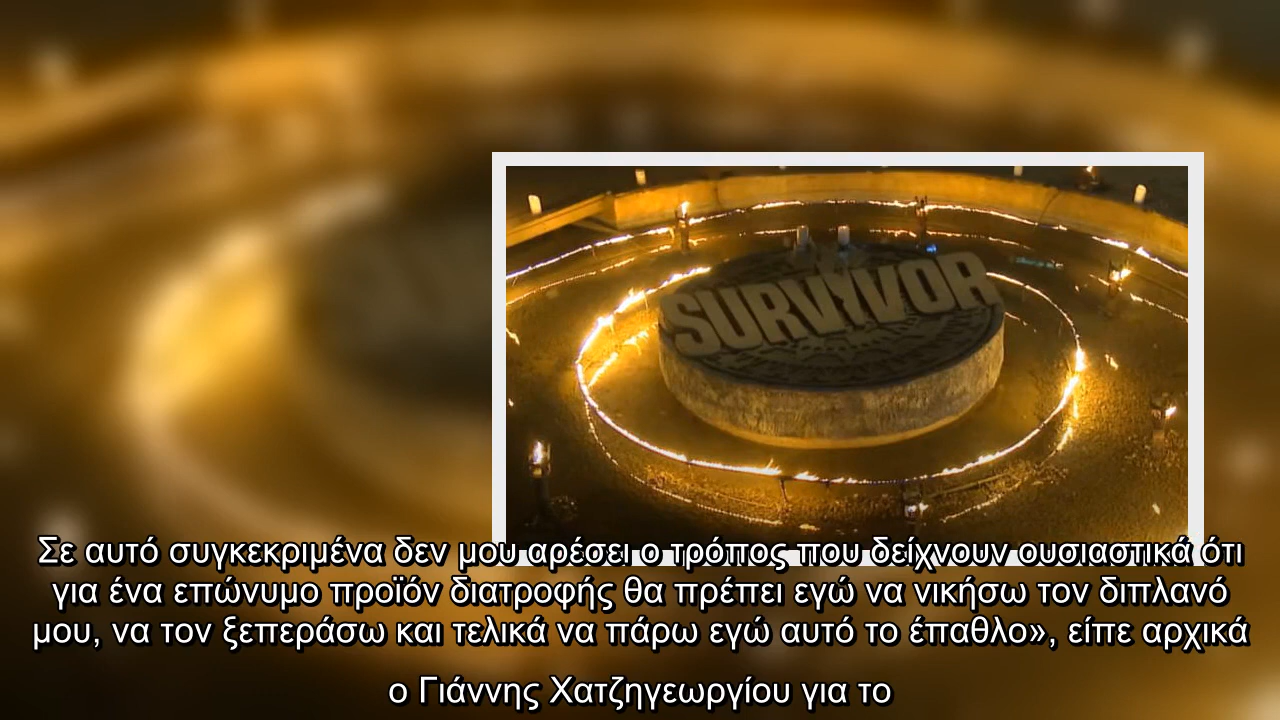 SURVIVOR
Σε αυτό συγκεκριμένα δεν μου αρέσει ο τρόπος που δείχνουν ουσιαστικά ότι
για ένα επώνυμο προϊόν διατροφής θα πρέπει εγώ να νικήσω τον διπλανό
μου, να τον ξεπεράσω και τελικά να πάρω εγώ αυτό το έπαθλο», είπε αρχικά
ο Γιάννης Χατζηγεωργίου για το